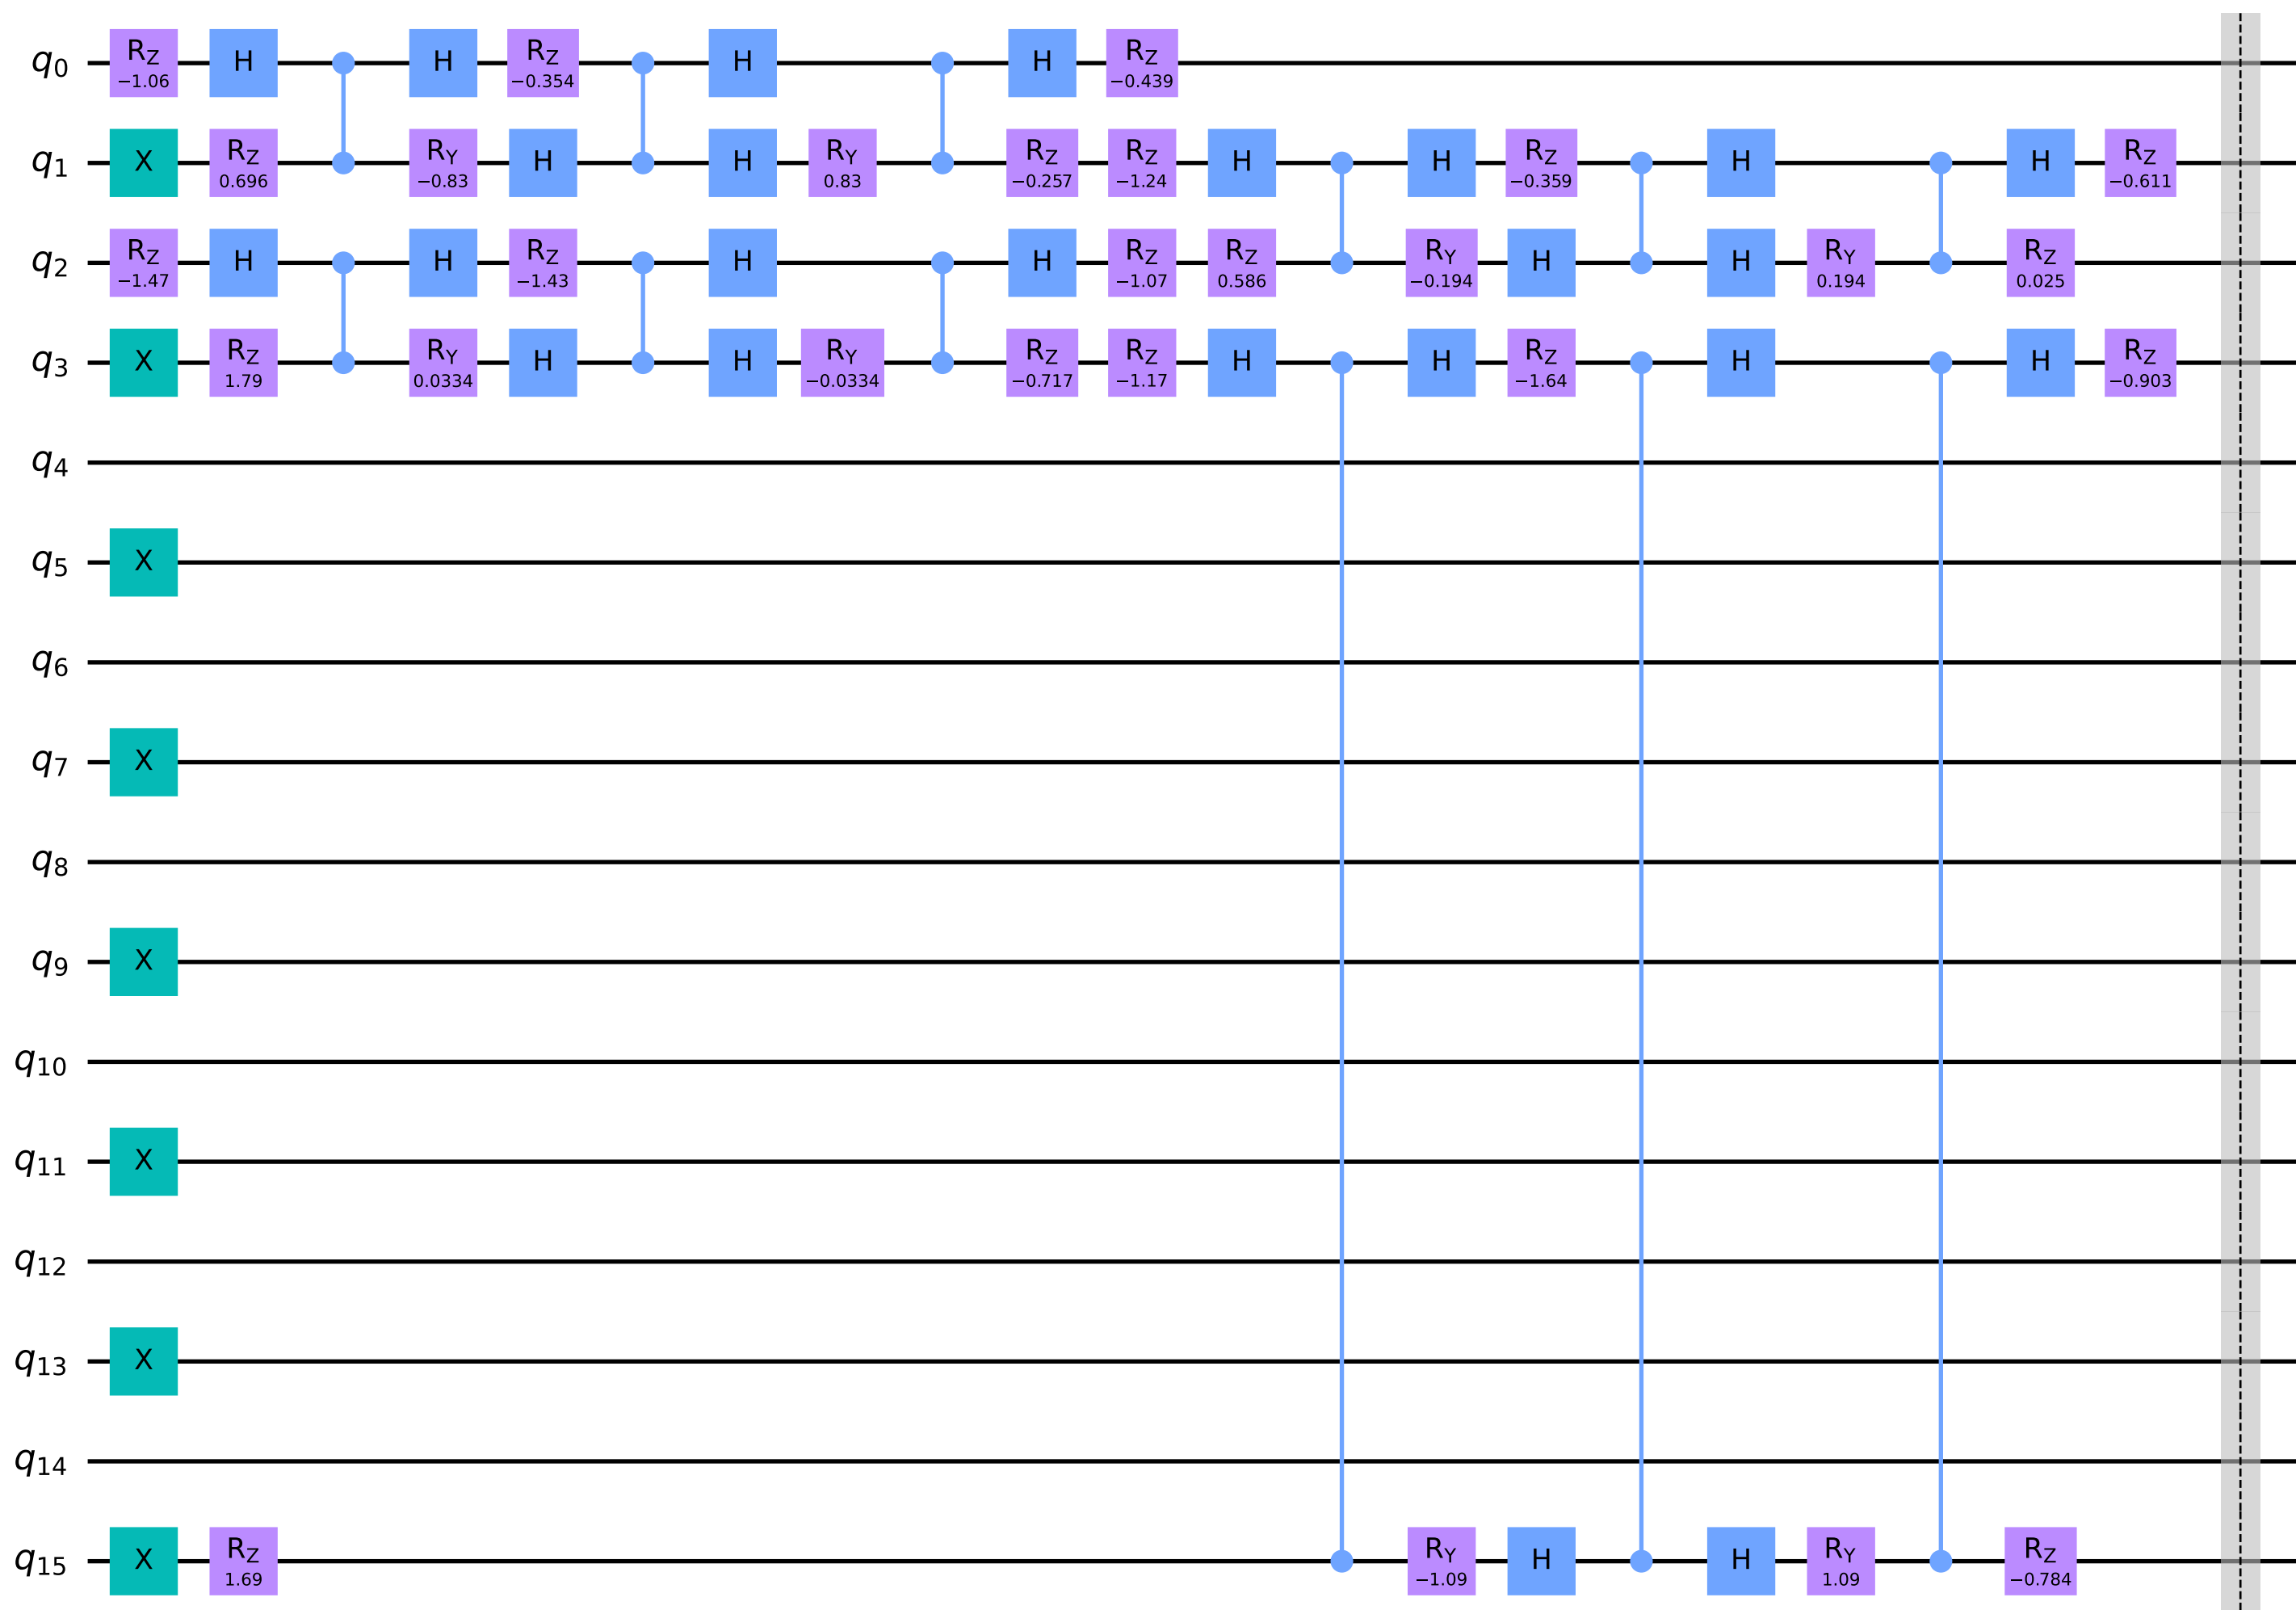 q0 RZ −1.06 H H RZ −0.354 H H RZ −0.439
q1 X RZ 0.696 RY −0.83 H H RY 0.83 RZ −0.257 RZ −1.24 H H RZ −0.359 H H RZ −0.611
q2 RZ −1.47 H H RZ −1.43 H H RZ −1.07 RZ 0.586 RY −0.194 H H RY 0.194 RZ 0.025
q3 X RZ 1.79 RY 0.0334 H H RY −0.0334 RZ −0.717 RZ −1.17 H H RZ −1.64 H H RZ −0.903
q4
q5 X
q6
q7 X
q8
q9 X
q10
q11 X
q12
q13 X
q14
q15 X RZ 1.69 RY −1.09 H H RY 1.09 RZ −0.784